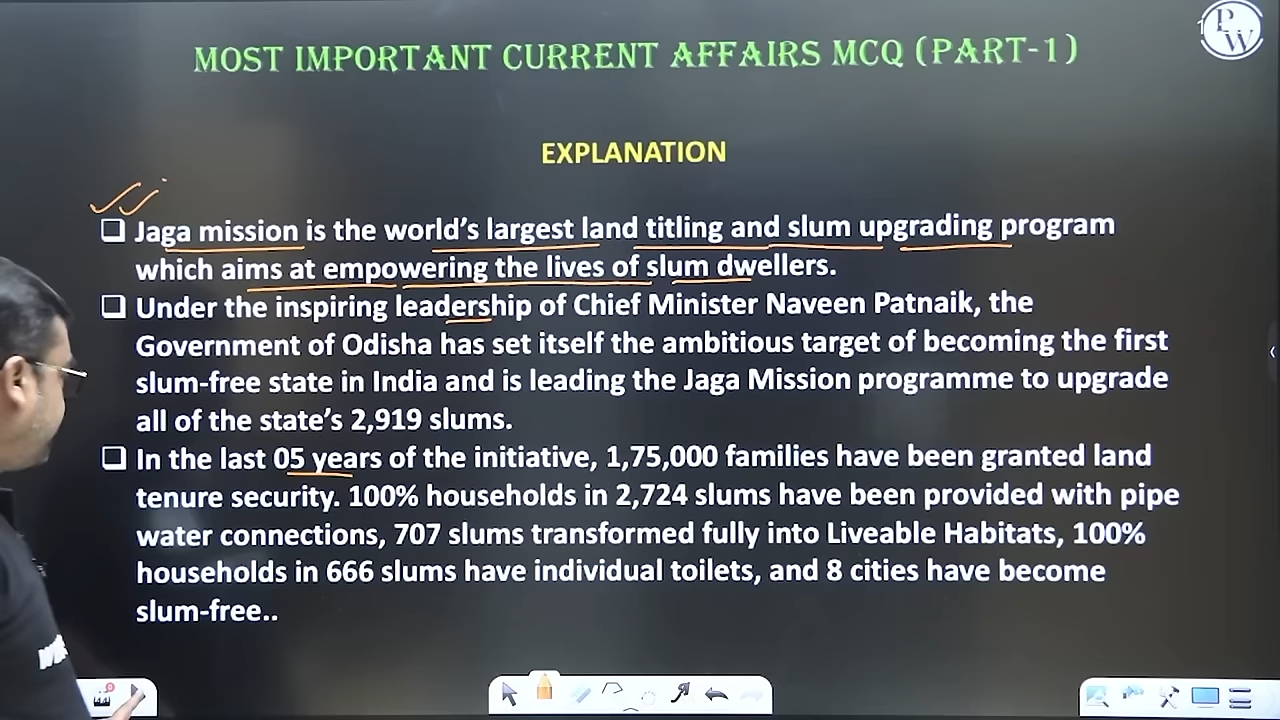 MOST IMPORTANT CURRENT AFFAIRS MCQ (PART-1)
PW
EXPLANATION
Jaga mission is the world’s largest land titling and slum upgrading program
which aims at empowering the lives of slum dwellers.
Under the inspiring leadership of Chief Minister Naveen Patnaik, the
Government of Odisha has set itself the ambitious target of becoming the first
slum-free state in India and is leading the Jaga Mission programme to upgrade
all of the state’s 2,919 slums.
In the last 05 years of the initiative, 1,75,000 families have been granted land
tenure security. 100% households in 2,724 slums have been provided with pipe
water connections, 707 slums transformed fully into Liveable Habitats, 100%
households in 666 slums have individual toilets, and 8 cities have become
slum-free..